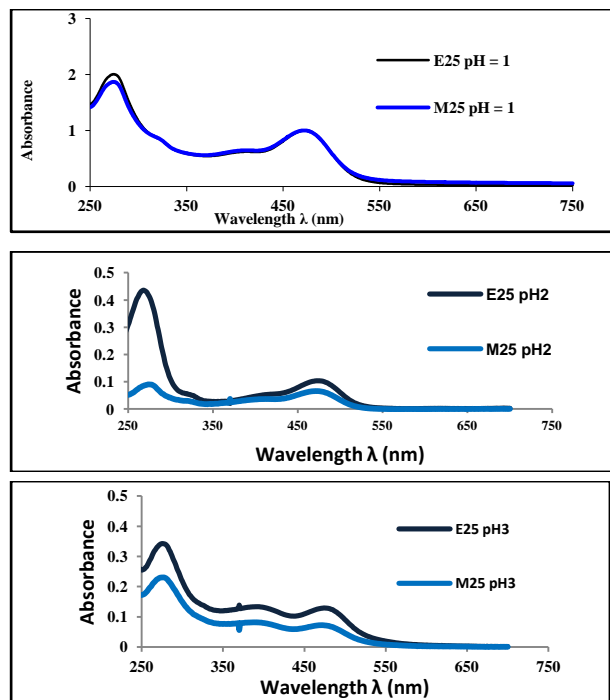 3
E25 pH = 1
2
M25 pH = 1
1
0
Absorbance
250 350 450 550 650 750
Wavelength λ (nm)
0.5
E25 pH2
0.4
0.3
M25 pH2
0.2
0.1
0
Absorbance
250 350 450 550 650 750
Wavelength λ (nm)
0.5
E25 pH3
0.4
0.3
M25 pH3
0.2
0.1
0
Absorbance
250 350 450 550 650 750
Wavelength λ (nm)